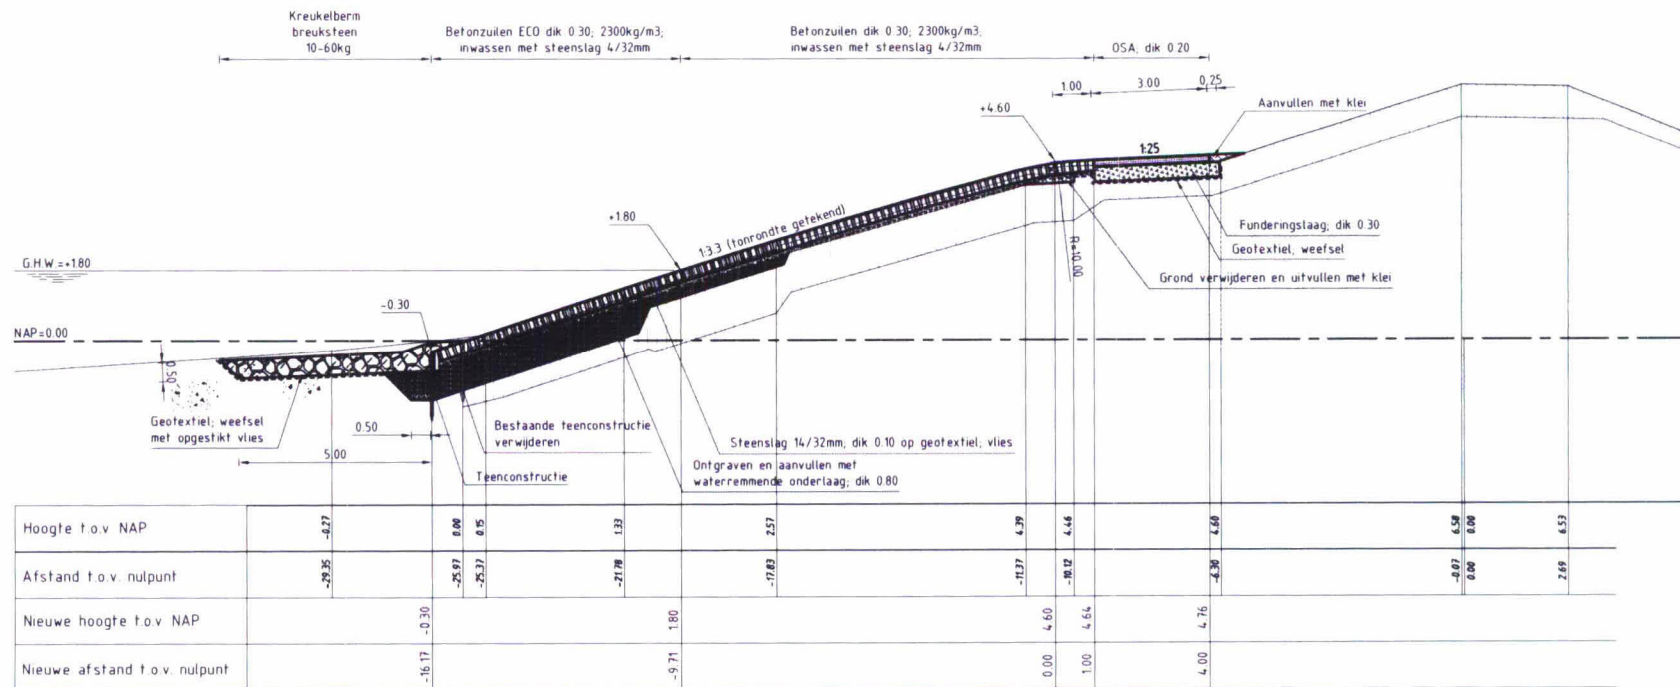 Kreukelberm
breuksteen
10-60kg
Betonzuilen ECO dik 0.30; 2300kg/m3;
inwassen met steenslag 4/32mm
Betonzuilen dik 0.30; 2300kg/m3;
inwassen met steenslag 4/32mm
OSA; dik 0.20
1.00
3.00
0,25
+4.60
Aanvullen met klei
1:25
+1.80
1:3.3 (tonrondte getekend)
R=10.00
Funderingslaag; dik 0.30
Geotextiel; weefsel
Grond verwijderen en uitvullen met klei
G.H.W.=+1.80
-0.30
NAP=0.00
0.50
Geotextiel; weefsel
met opgestikt vlies
0.50
5.00
Bestaande teenconstructie
verwijderen
Teenconstructie
Steenslag 14/32mm; dik 0.10 op geotextiel; vlies
Ontgraven en aanvullen met
waterremmende onderlaag; dik 0.80
Hoogte t.o.v NAP -0.27 0.00 0.15 1.33 2.57 4.39 4.46 4.60 6.58 0.00 6.53
Afstand t.o.v. nulpunt -29.35 -25.97 -25.37 -21.78 -17.83 -11.37 -10.12 -6.30 -0.07 0.00 2.69
Nieuwe hoogte t.o.v NAP -0.30 1.80 4.60 4.64 4.76
Nieuwe afstand t.o.v. nulpunt -16.17 -9.71 0.00 1.00 4.00